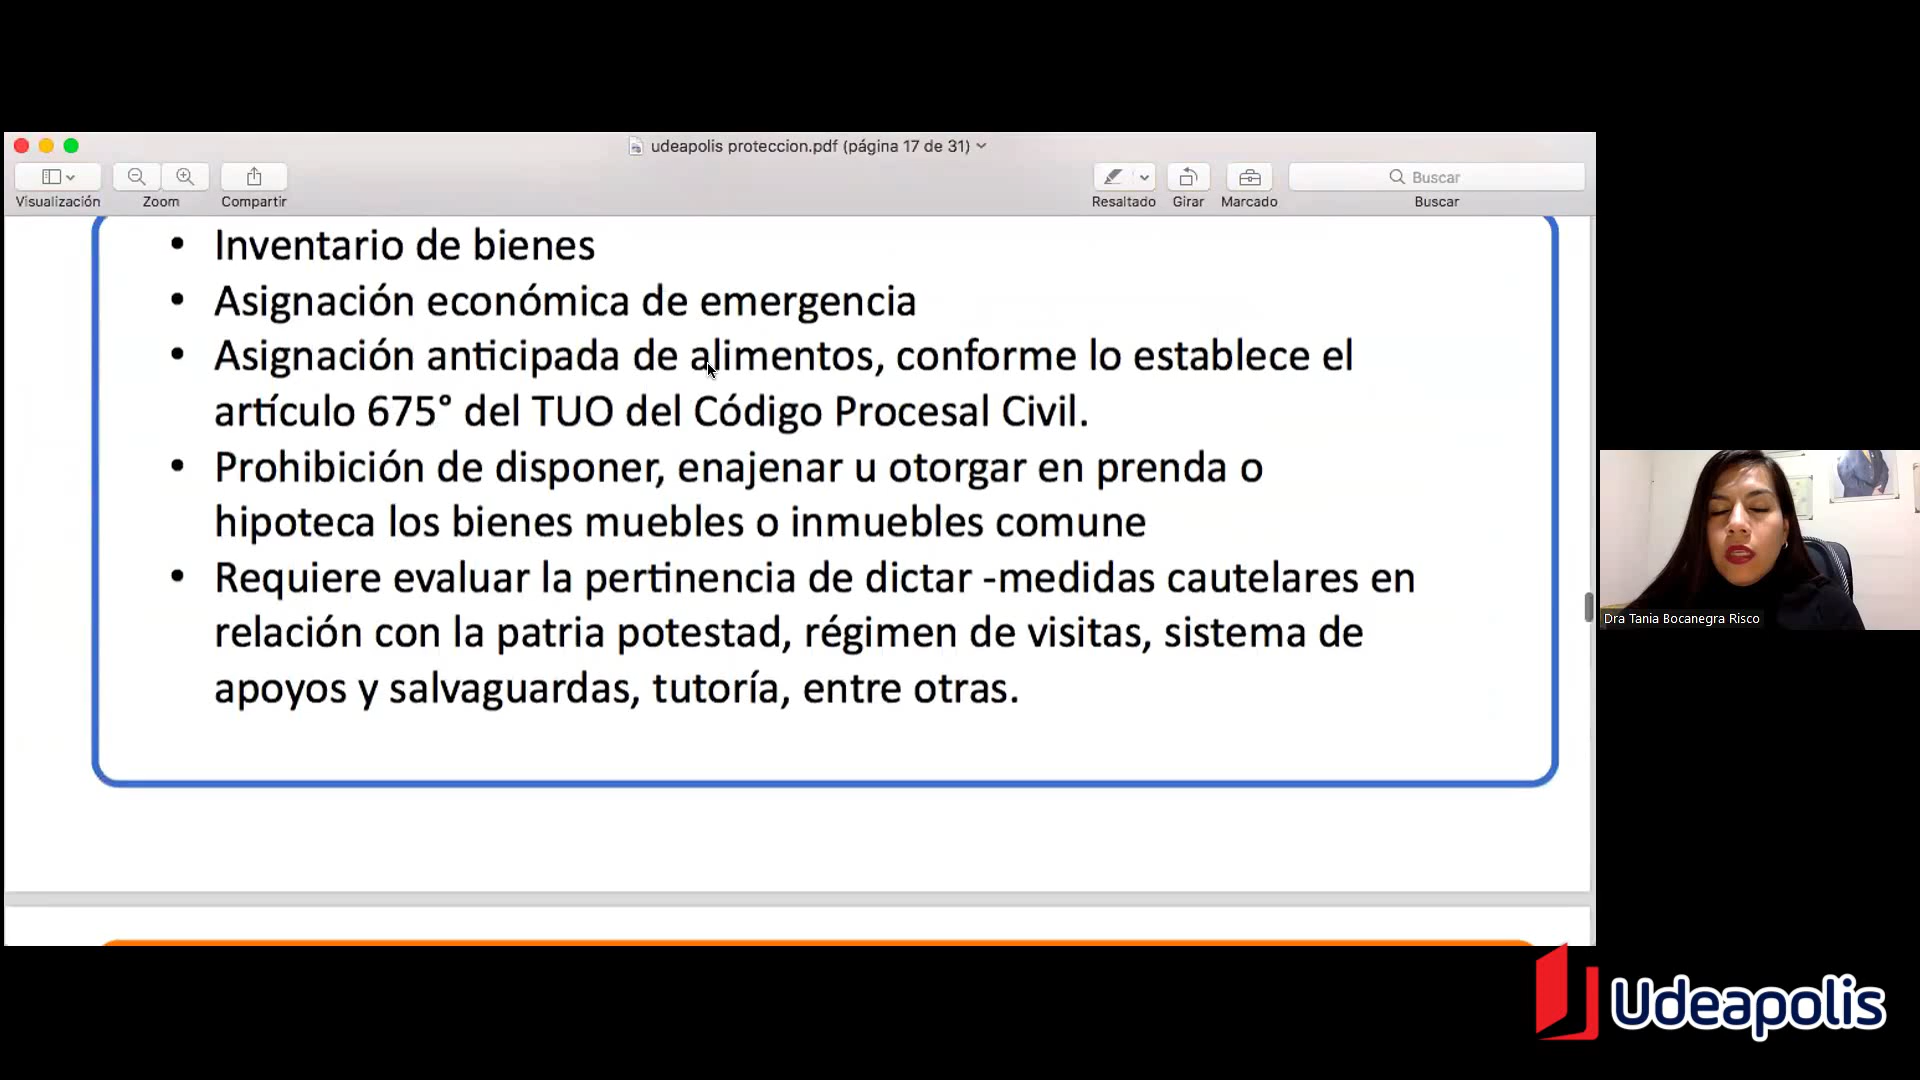 udeapolis proteccion.pdf (página 17 de 31)
Visualización
Zoom
Compartir
Resaltado
Girar
Marcado
Buscar
Buscar
• Inventario de bienes
• Asignación económica de emergencia
• Asignación anticipada de alimentos, conforme lo establece el
artículo 675° del TUO del Código Procesal Civil.
• Prohibición de disponer, enajenar u otorgar en prenda o
hipoteca los bienes muebles o inmuebles comune
• Requiere evaluar la pertinencia de dictar -medidas cautelares en
relación con la patria potestad, régimen de visitas, sistema de
apoyos y salvaguardas, tutoría, entre otras.
Dra Tania Bocanegra Risco
Udeapolis